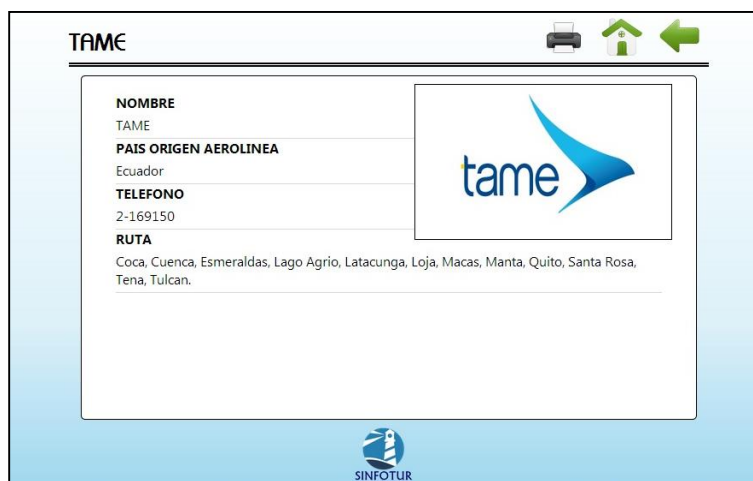 TAME
NOMBRE
TAME
PAIS ORIGEN AEROLINEA
Ecuador
TELEFONO
2-169150
RUTA
Coca, Cuenca, Esmeraldas, Lago Agrio, Latacunga, Loja, Macas, Manta, Quito, Santa Rosa,
Tena, Tulcan.
tame
SINFOTUR